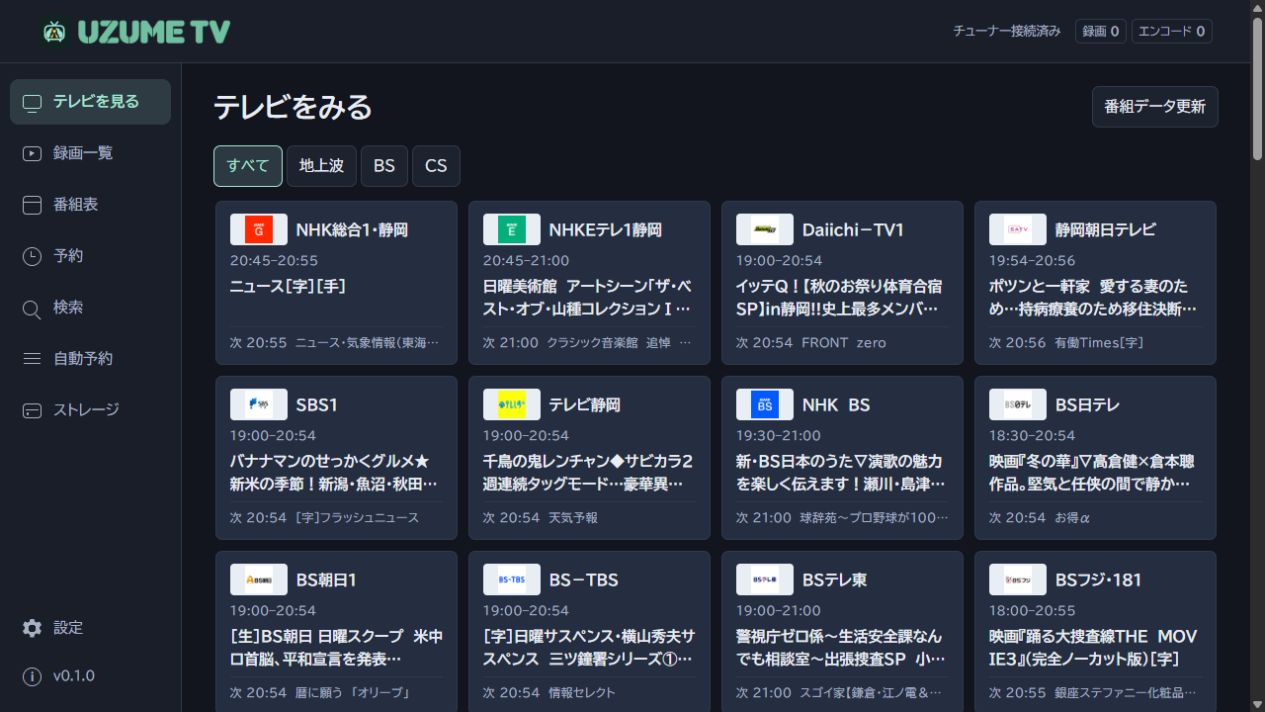 UZUME TV
チューナー接続済み
録画 0
エンコード 0
テレビを見る
録画一覧
番組表
予約
検索
自動予約
ストレージ
設定
v0.1.0
テレビをみる
番組データ更新
すべて
地上波
BS
CS
NHK総合1・静岡
20:45–20:55
ニュース[字][手]
次 20:55 ニュース・気象情報(東海…
NHKEテレ1静岡
20:45–21:00
日曜美術館 アートシーン「ザ・ベ
スト・オブ・山種コレクションⅠ…
次 21:00 クラシック音楽館 追悼 …
Daiichi-TV1
19:00–20:54
イッテQ!【秋のお祭り体育合宿
SP】in静岡!!史上最多メンバ…
次 20:54 FRONT zero
SATV
静岡朝日テレビ
19:54–20:56
ポツンと一軒家 愛する妻のた
め…持病療養のため移住決断…
次 20:56 有働Times[字]
SBS
SBS1
19:00–20:54
バナナマンのせっかくグルメ★
新米の季節!新潟・魚沼・秋田…
次 20:54 [字]フラッシュニュース
テレビ静岡
19:00–20:54
千鳥の鬼レンチャン◆サビカラ2
週連続タッグモード…豪華異…
次 20:54 天気予報
BS
NHK BS
19:30–21:00
新・BS日本のうた▽演歌の魅力
を楽しく伝えます!瀬川・島津…
次 21:00 球辞苑~プロ野球が100…
BS日テレ
BS日テレ
18:30–20:54
映画『冬の華』▽高倉健×倉本聰
作品。堅気と任侠の間で静か…
次 20:54 お得α
BS朝日
BS朝日1
19:00–20:54
[生]BS朝日 日曜スクープ 米中
ロ首脳、平和宣言を発表…
次 20:54 暦に願う 「オリーブ」
BS-TBS
BS-TBS
19:00–20:54
[字]日曜サスペンス・横山秀夫サ
スペンス 三ツ鐘署シリーズ①…
次 20:54 情報セレクト
BSテレ東
BSテレ東
19:00–21:00
警視庁ゼロ係~生活安全課なん
でも相談室~出張捜査SP 小…
次 21:00 スゴイ家【鎌倉・江ノ電&…
BSフジ
BSフジ・181
18:00–20:55
映画『踊る大捜査線THE MOV
IE3』(完全ノーカット版)[字]
次 20:55 銀座ステファニー化粧品…